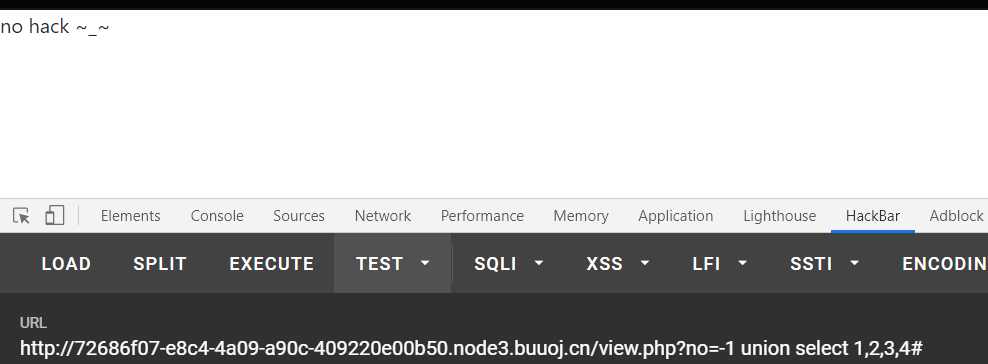 no hack ~_~
Elements Console Sources Network Performance Memory Application Lighthouse HackBar Adblock
LOAD SPLIT EXECUTE TEST SQLI XSS LFI SSTI ENCODIN
URL
http://72686f07-e8c4-4a09-a90c-409220e00b50.node3.buuoj.cn/view.php?no=-1 union select 1,2,3,4#